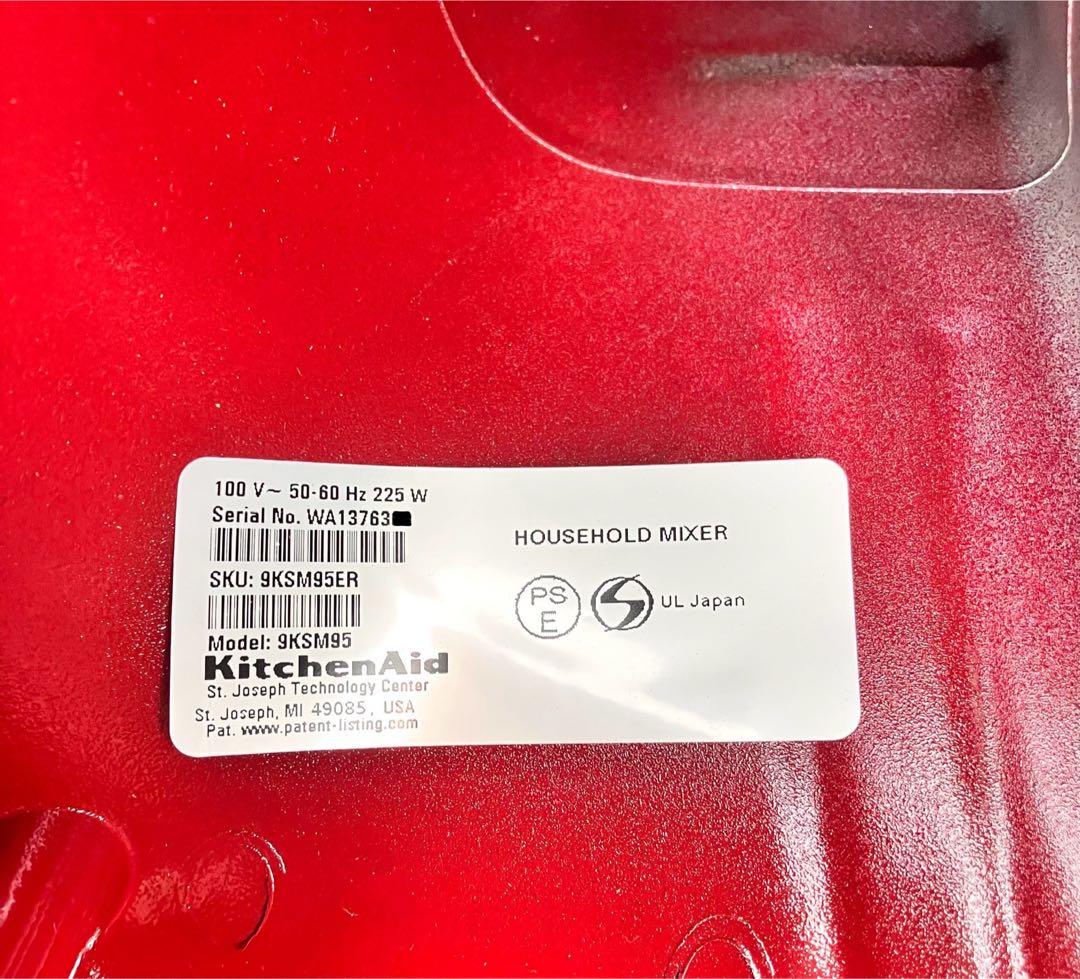 100 V~ 50-60 Hz 225 W
Serial No. WA13763
SKU: 9KSM95ER
Model: 9KSM95
KitchenAid
St. Joseph Technology Center
St. Joseph, MI 49085, USA
Pat. www.patent-listing.com
HOUSEHOLD MIXER
PS
E
UL Japan